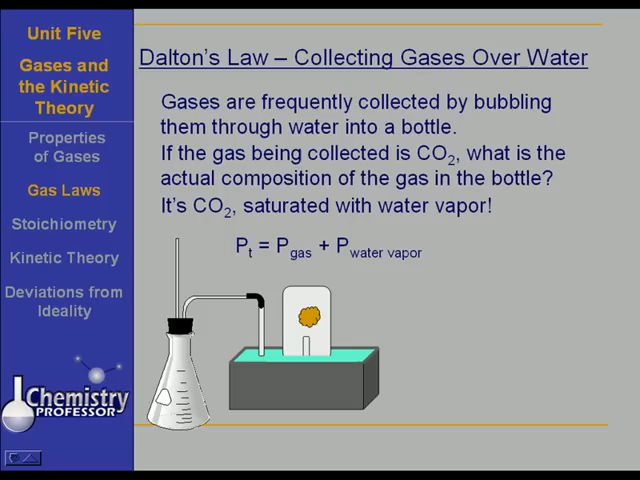 Unit Five
Gases and
the Kinetic
Theory
Properties
of Gases
Gas Laws
Stoichiometry
Kinetic Theory
Deviations from
Ideality
Chemistry
PROFESSOR
Dalton's Law – Collecting Gases Over Water
Gases are frequently collected by bubbling
them through water into a bottle.
If the gas being collected is CO₂, what is the
actual composition of the gas in the bottle?
It's CO₂, saturated with water vapor!
Pt = Pgas + Pwater vapor